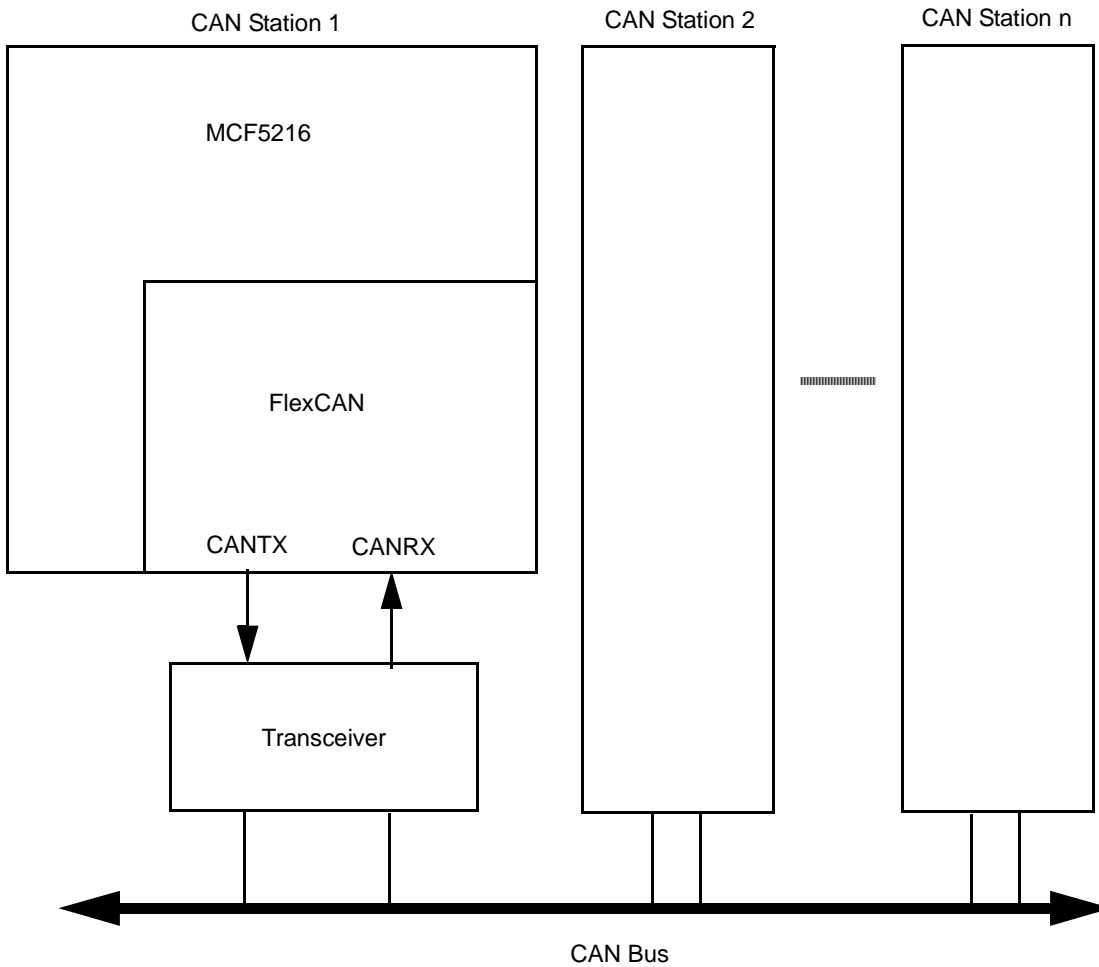 CAN Station 1
CAN Station 2
CAN Station n
MCF5216
FlexCAN
CANTX
CANRX
Transceiver
CAN Bus